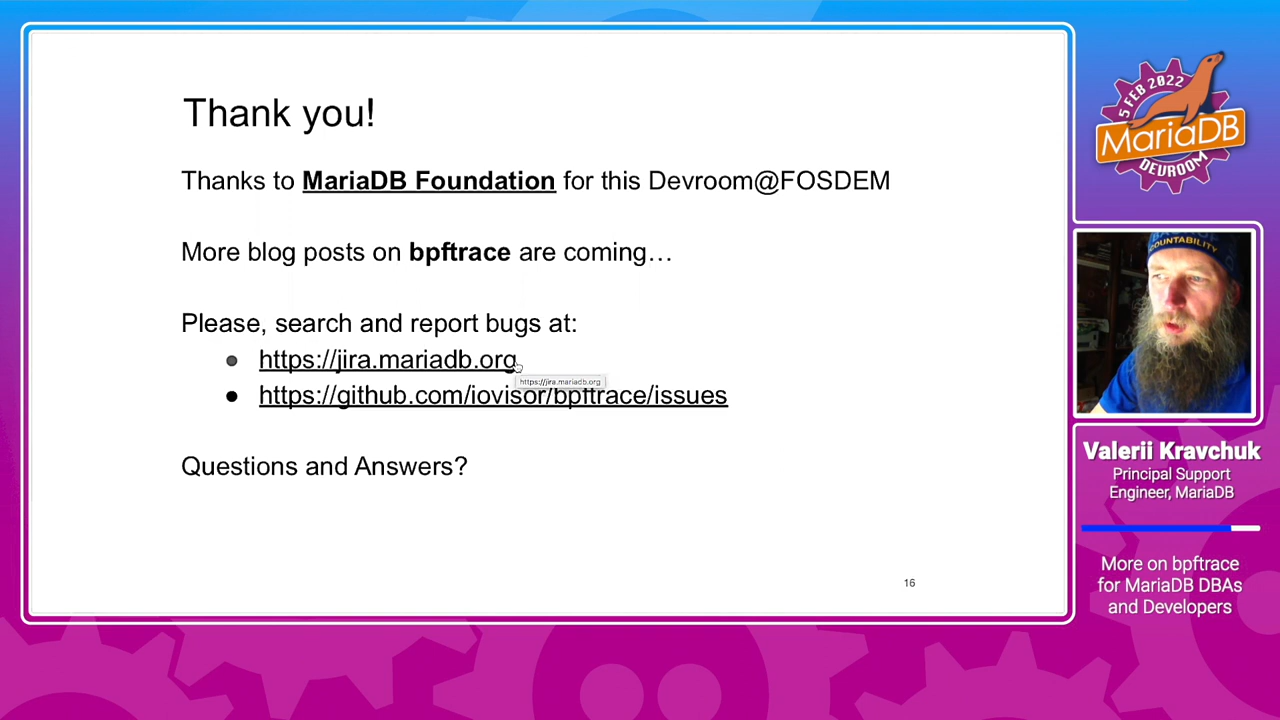 Thank you!
Thanks to MariaDB Foundation for this Devroom@FOSDEM
More blog posts on bpftrace are coming…
Please, search and report bugs at:
● https://jira.mariadb.org
https://jira.mariadb.org
● https://github.com/iovisor/bpftrace/issues
Questions and Answers?
16
5 FEB 2022
MariaDB
DEVROOM
COUNTABILITY
Valerii Kravchuk
Principal Support
Engineer, MariaDB
More on bpftrace
for MariaDB DBAs
and Developers